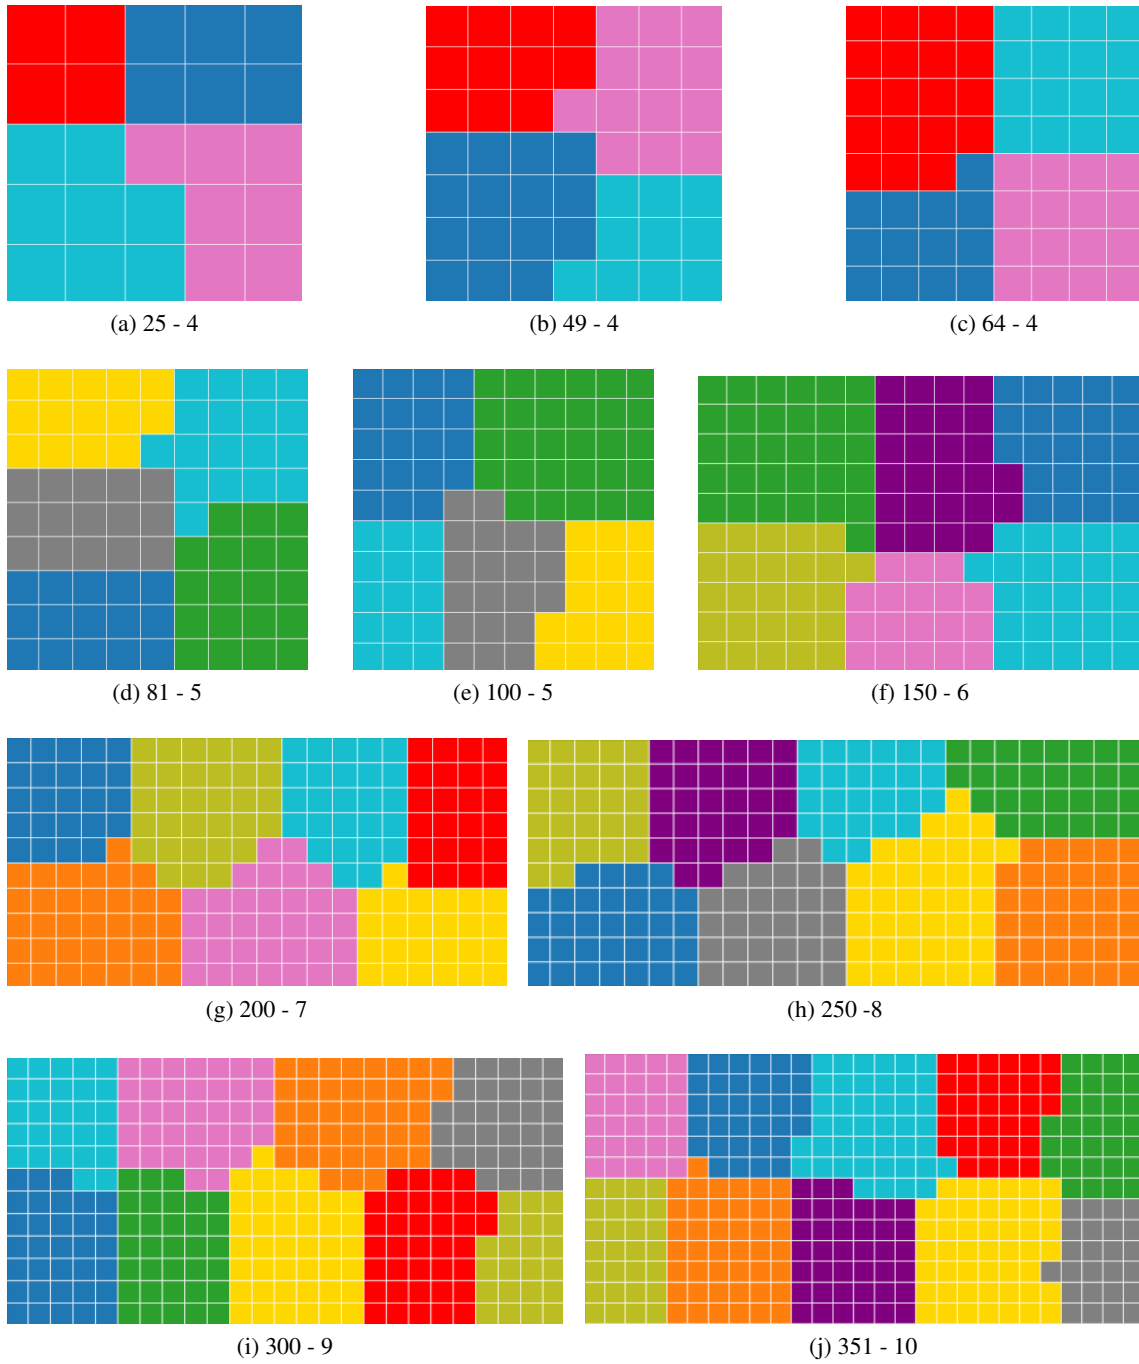 (a) 25 - 4
(b) 49 - 4
(c) 64 - 4
(d) 81 - 5
(e) 100 - 5
(f) 150 - 6
(g) 200 - 7
(h) 250 -8
(i) 300 - 9
(j) 351 - 10